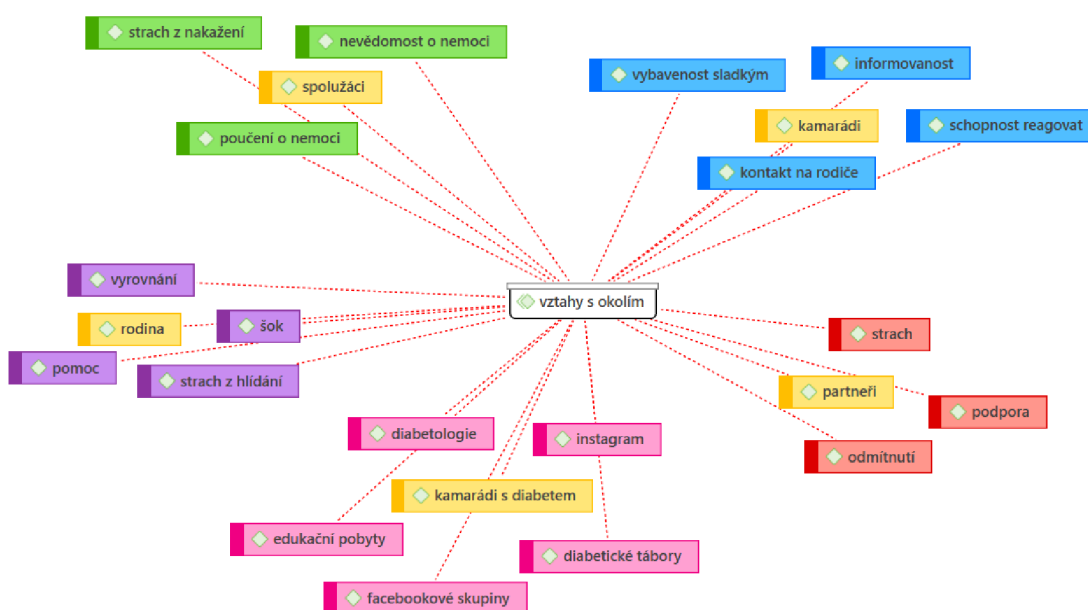 strach z nakažení
nevědomost o nemoci
spolužáci
poučení o nemoci
vybavenost sladkým
informovanost
kamarádi
schopnost reagovat
kontakt na rodiče
vyrovnání
rodina
šok
pomoc
strach z hlídání
vztahy s okolím
strach
partneři
podpora
odmítnutí
diabetologie
instagram
kamarádi s diabetem
edukační pobyty
diabetické tábory
facebookové skupiny